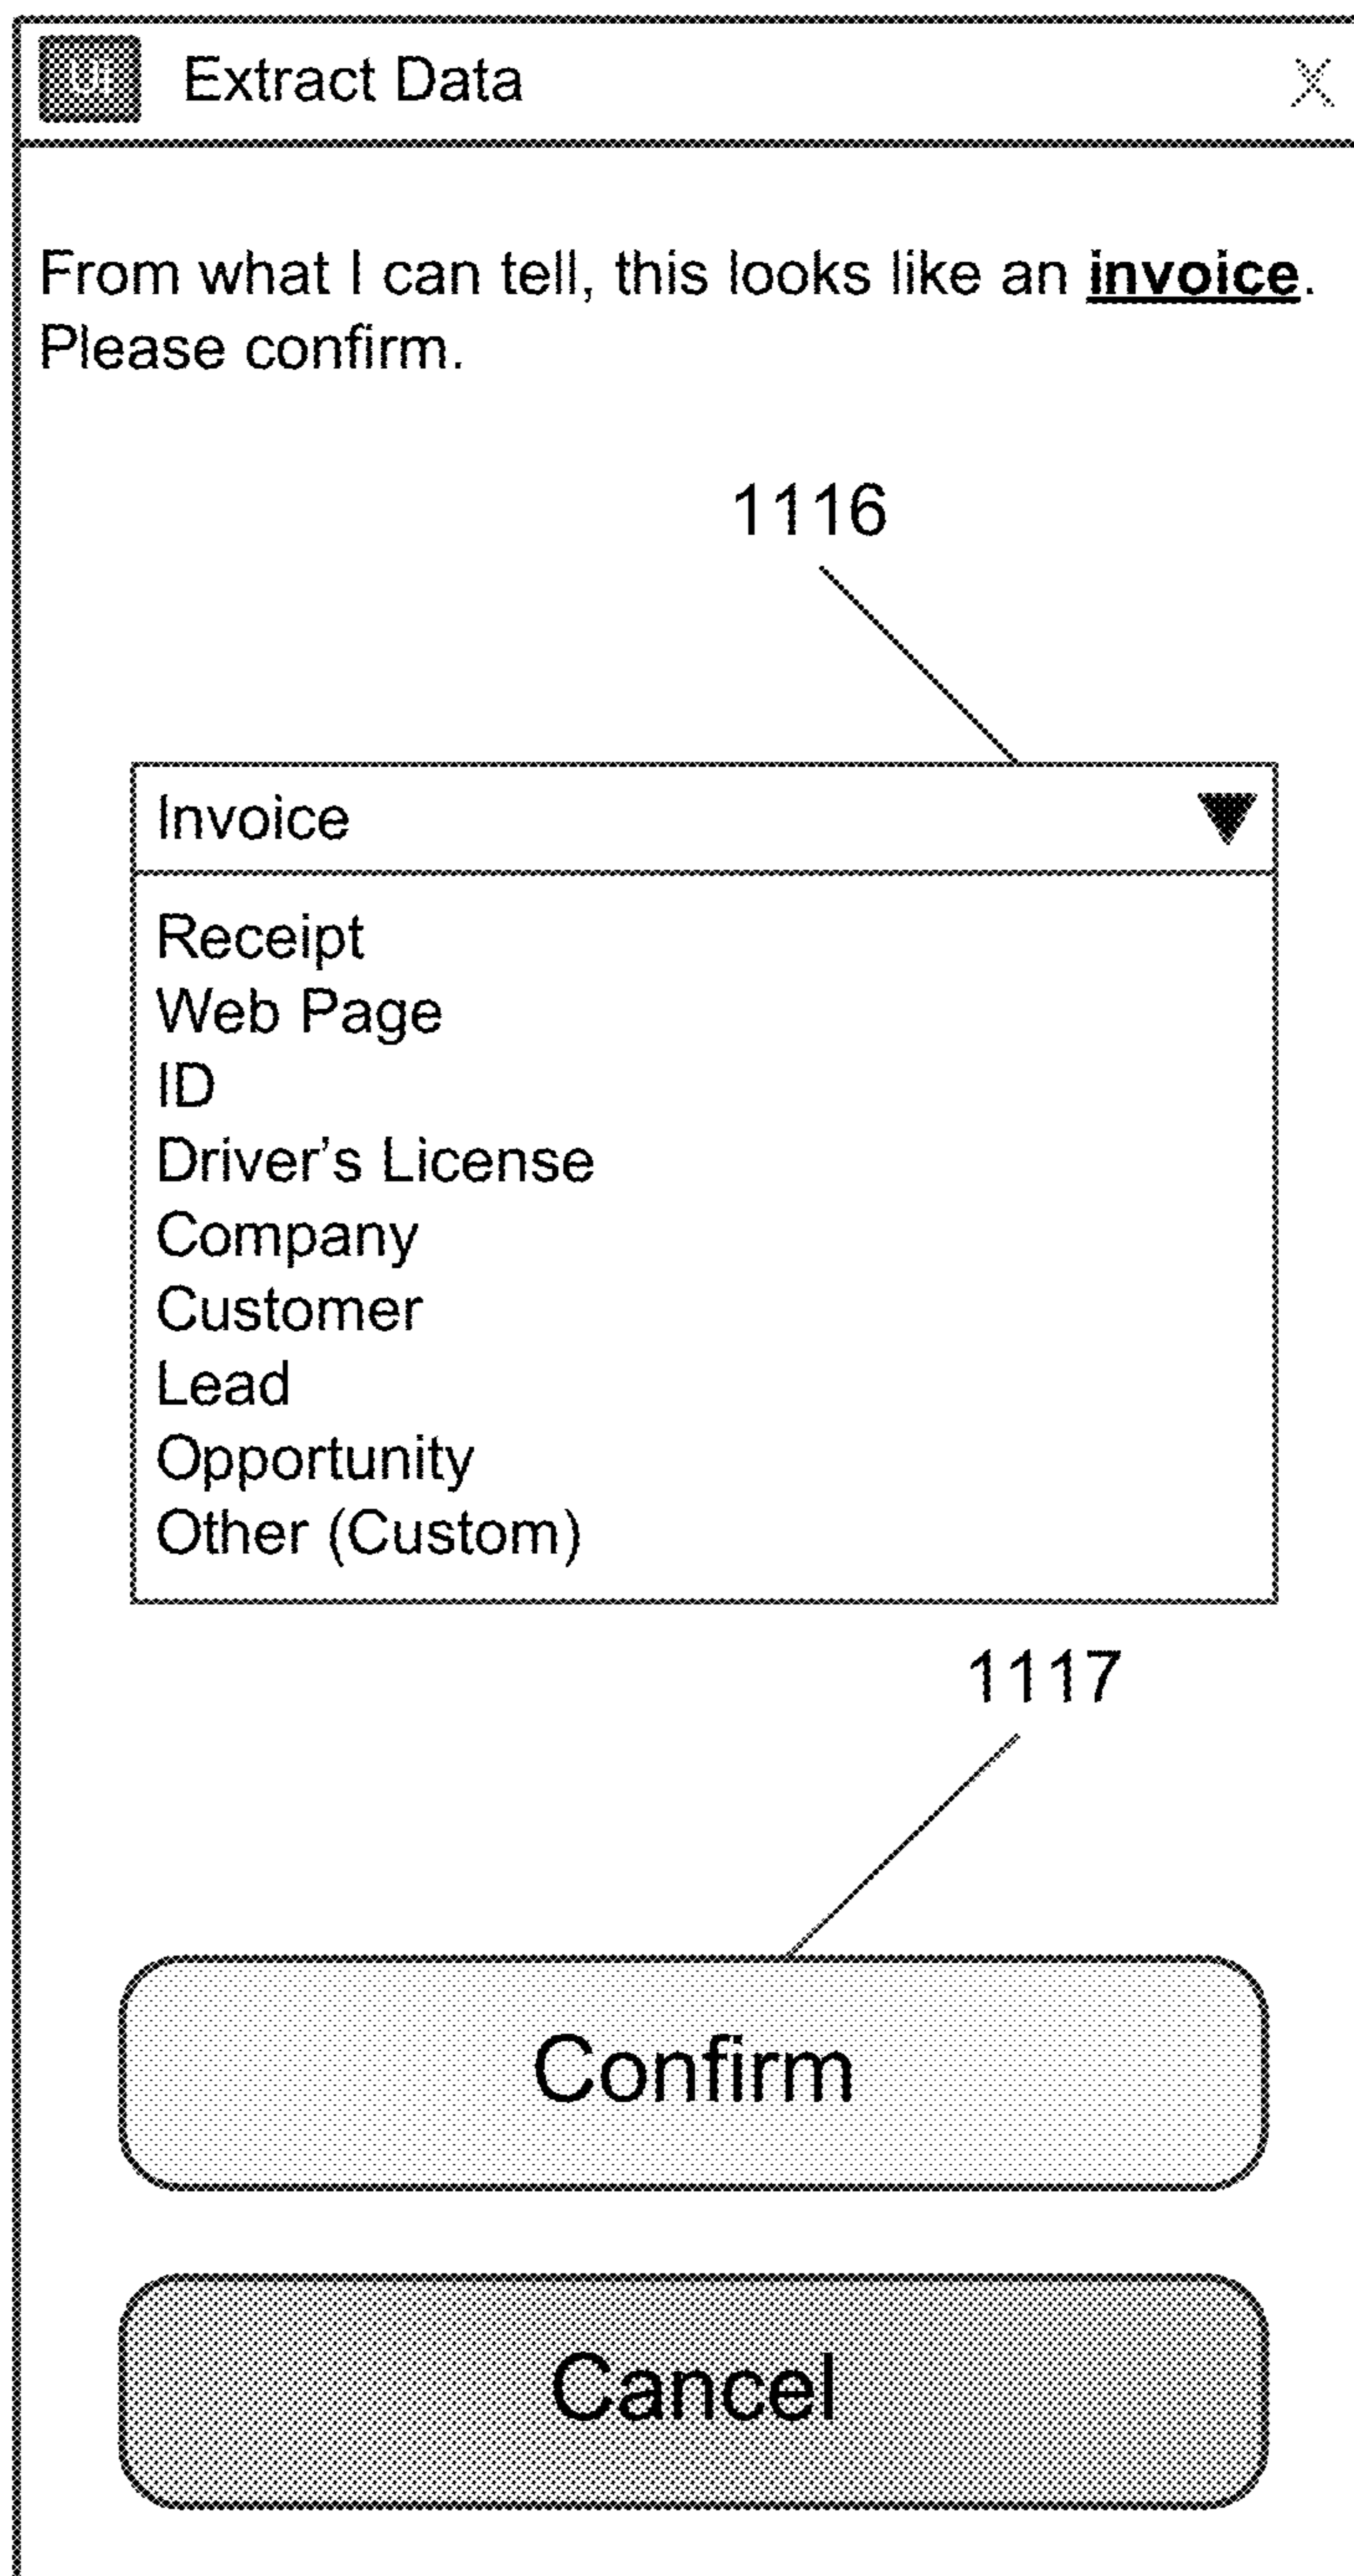 Extract Data
X
From what I can tell, this looks like an invoice.
Please confirm.
1116
Invoice
Receipt
Web Page
ID
Driver's License
Company
Customer
Lead
Opportunity
Other (Custom)
1117
Confirm
Cancel